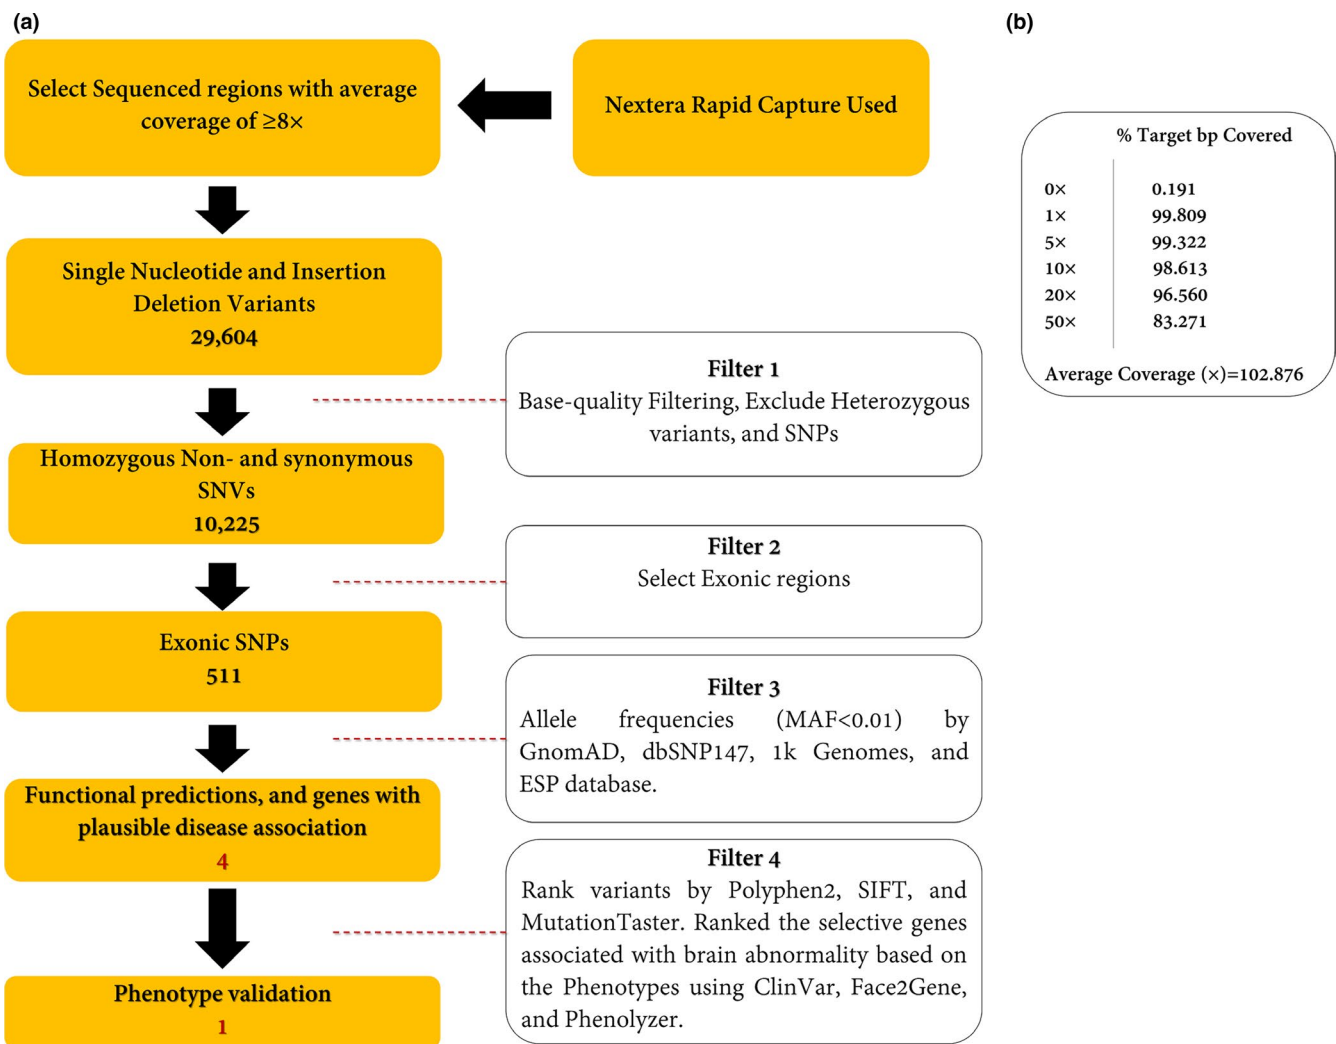 (a)
Select Sequenced regions with average
coverage of ≥8×
Nextera Rapid Capture Used
Single Nucleotide and Insertion
Deletion Variants
29,604
Filter 1
Base-quality Filtering, Exclude Heterozygous
variants, and SNPs
Homozygous Non- and synonymous
SNVs
10,225
Filter 2
Select Exonic regions
Exonic SNPs
511
Filter 3
Allele frequencies (MAF<0.01) by
GnomAD, dbSNP147, 1k Genomes, and
ESP database.
Functional predictions, and genes with
plausible disease association
4
Filter 4
Rank variants by Polyphen2, SIFT, and
MutationTaster. Ranked the selective genes
associated with brain abnormality based on
the Phenotypes using ClinVar, Face2Gene,
and Phenolyzer.
Phenotype validation
1
(b)
% Target bp Covered
0× 0.191
1× 99.809
5× 99.322
10× 98.613
20× 96.560
50× 83.271
Average Coverage (×)=102.876